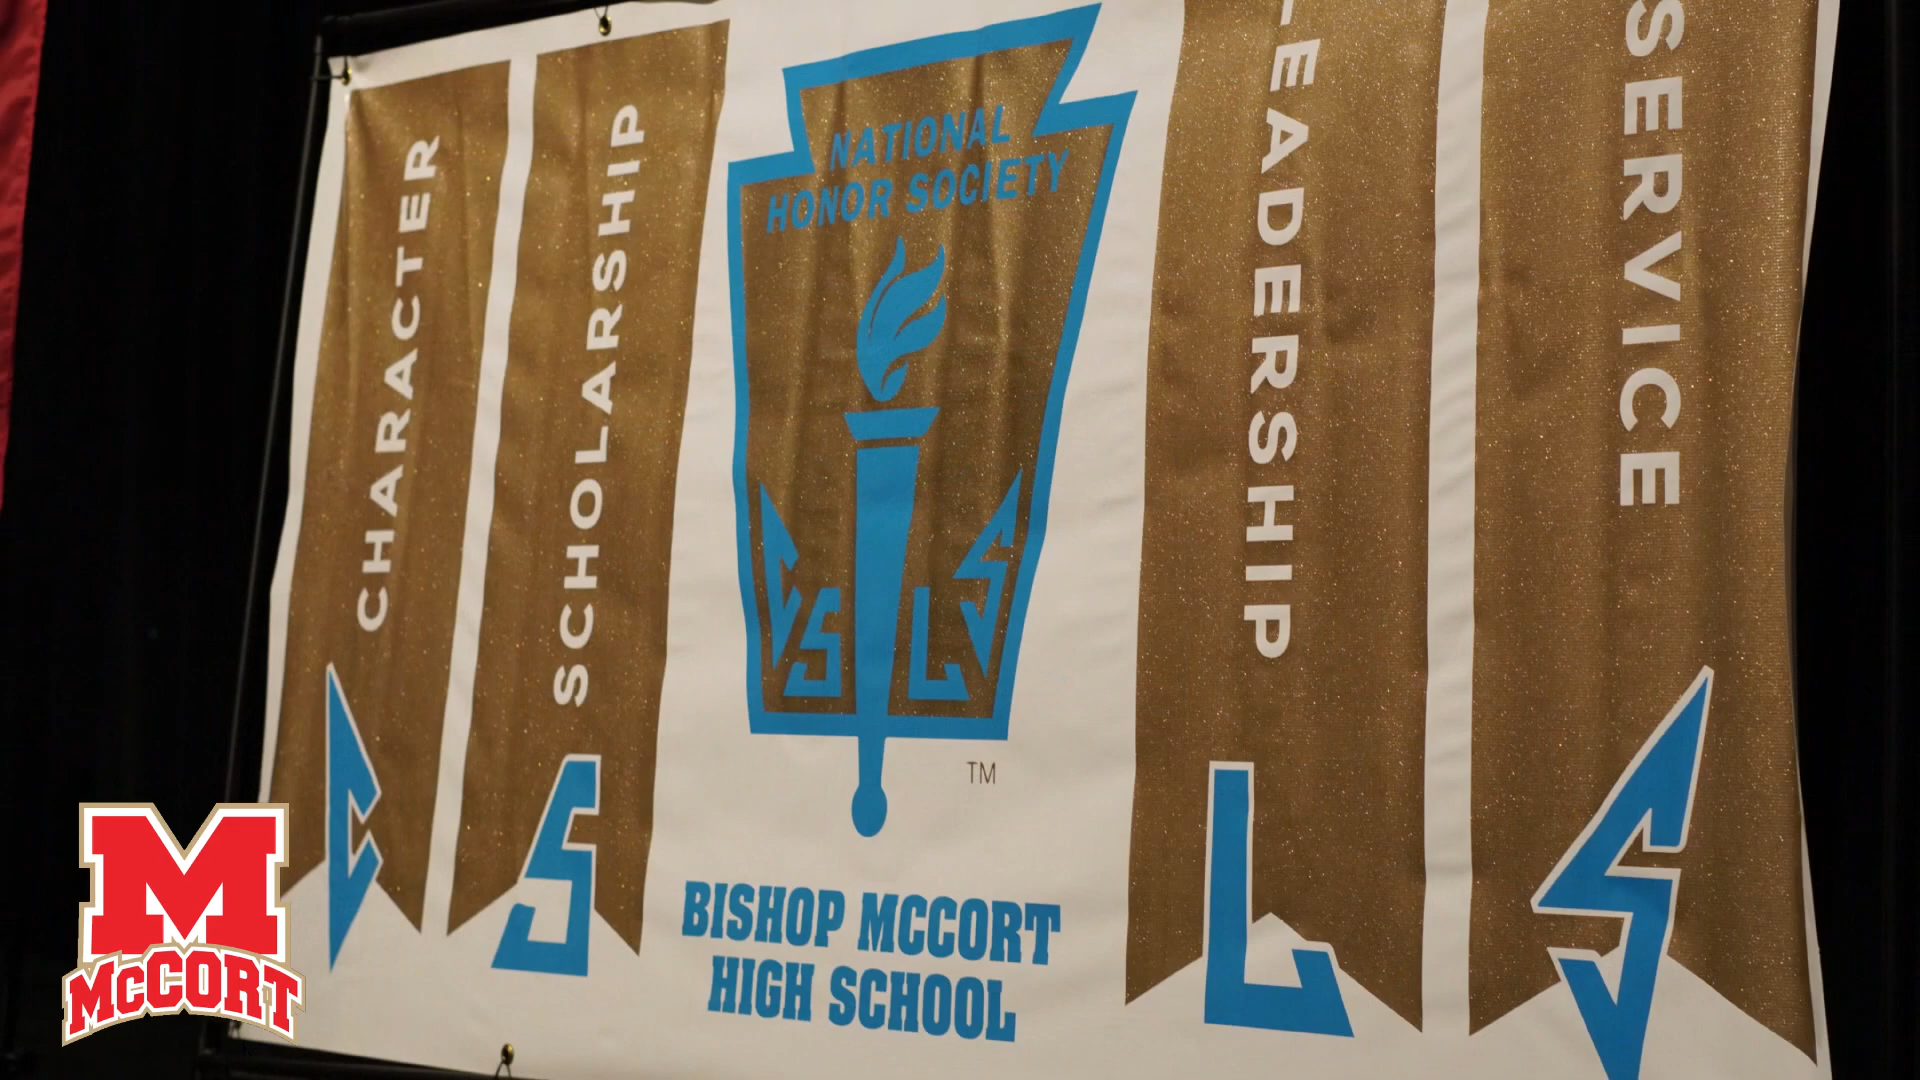 CHARACTER
SCHOLARSHIP
NATIONAL
HONOR SOCIETY
C S L S
TM
LEADERSHIP
SERVICE
C
S
L
S
BISHOP MCCORT
HIGH SCHOOL
M
McCORT